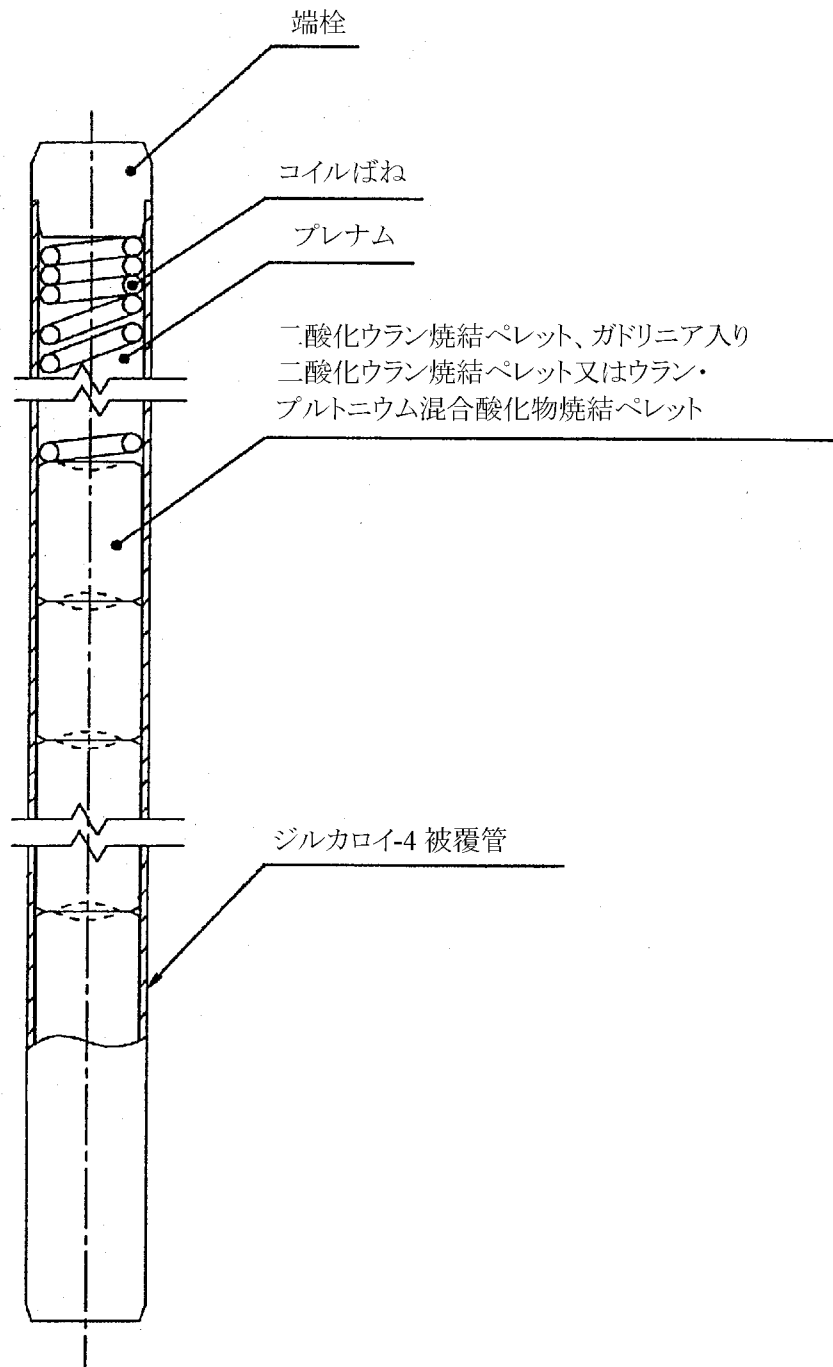 端栓
コイルばね
プレナム
二酸化ウラン焼結ペレット、ガドリニア入り
二酸化ウラン焼結ペレット又はウラン・
プルトニウム混合酸化物焼結ペレット
ジルカロイ-4 被覆管